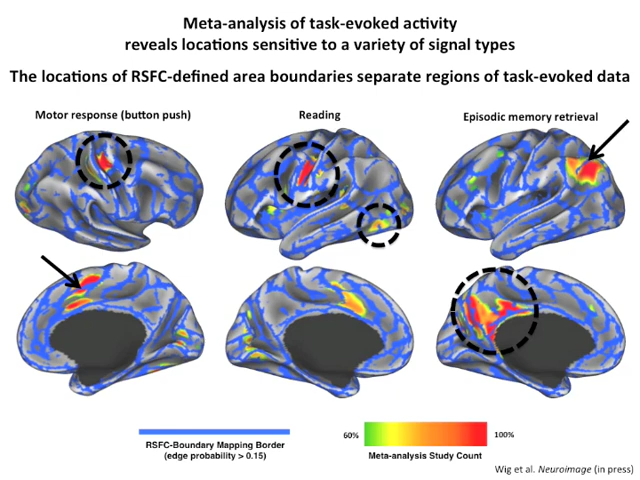 Meta-analysis of task-evoked activity
reveals locations sensitive to a variety of signal types
The locations of RSFC-defined area boundaries separate regions of task-evoked data
Motor response (button push)
Reading
Episodic memory retrieval
RSFC-Boundary Mapping Border
(edge probability > 0.15)
60%
100%
Meta-analysis Study Count
Wig et al. Neuroimage (in press)